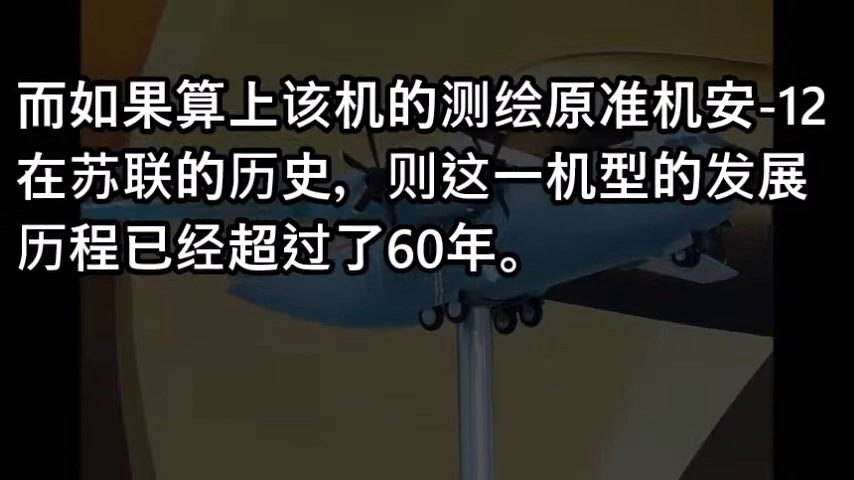 而如果算上该机的测绘原准机安-12
在苏联的历史，则这一机型的发展
历程已经超过了60年。